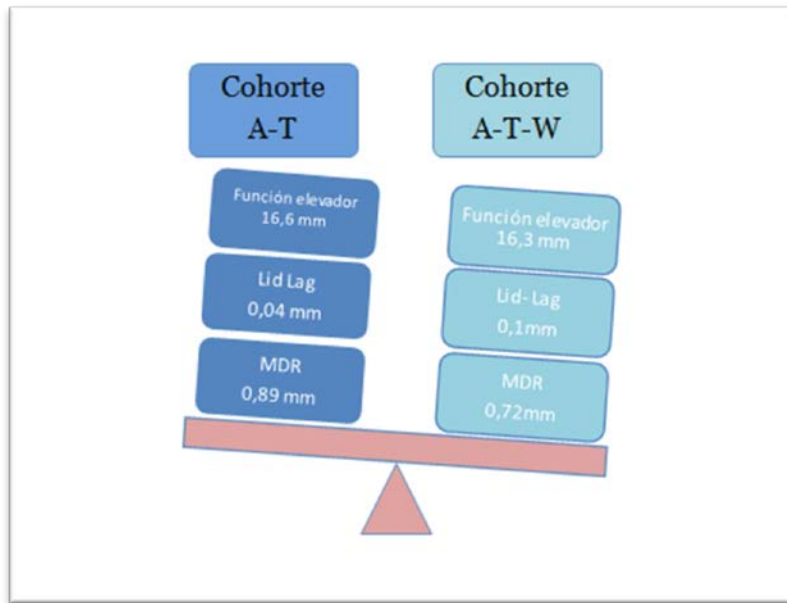 Cohorte
A-T
Cohorte
A-T-W
Función elevador
16,6 mm
Lid Lag
0,04 mm
MDR
0,89 mm
Función elevador
16,3 mm
Lid-Lag
0,1mm
MDR
0,72mm